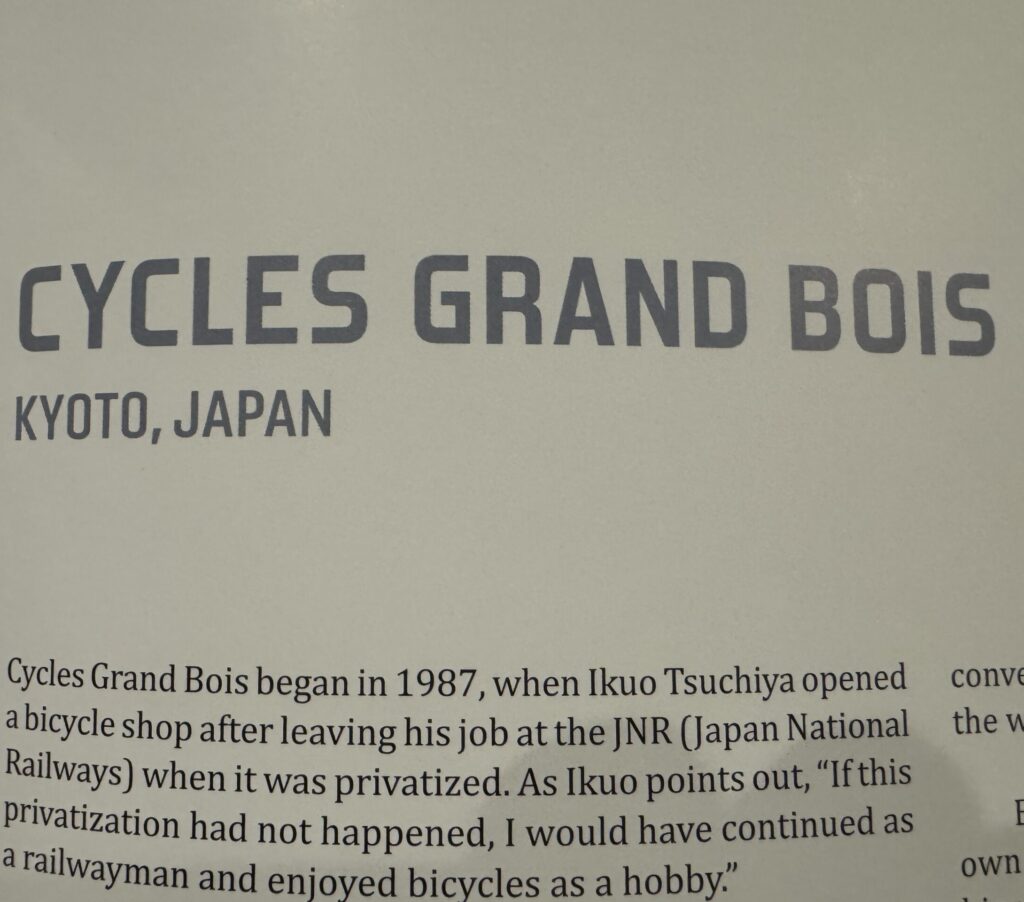 CYCLES GRAND BOIS
KYOTO, JAPAN
Cycles Grand Bois began in 1987, when Ikuo Tsuchiya opened
a bicycle shop after leaving his job at the JNR (Japan National
Railways) when it was privatized. As Ikuo points out, “If this
privatization had not happened, I would have continued as
a railwayman and enjoyed bicycles as a hobby.”
conve
the w
own